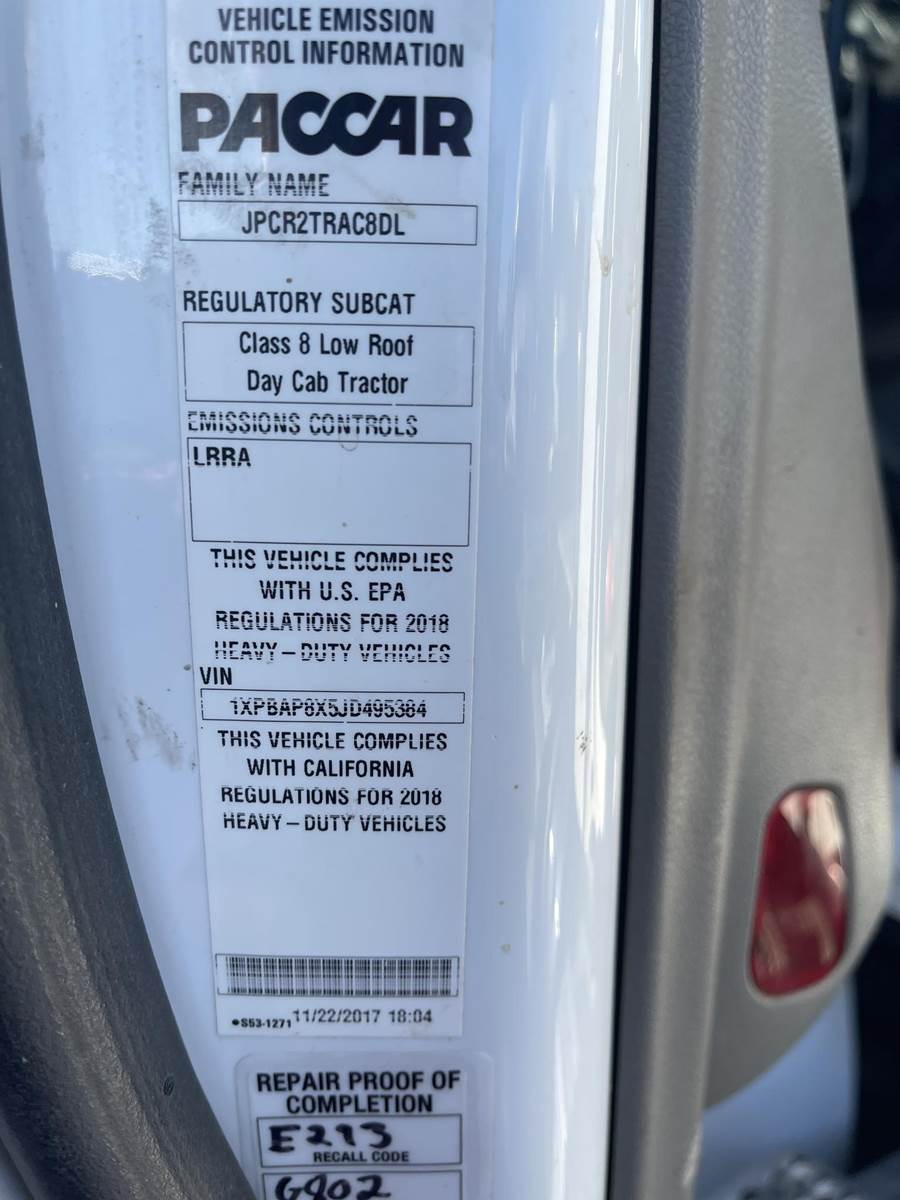 VEHICLE EMISSION
CONTROL INFORMATION
PACCAR
FAMILY NAME
JPCR2TRAC8DL
REGULATORY SUBCAT
Class 8 Low Roof
Day Cab Tractor
EMISSIONS CONTROLS
LRRA
THIS VEHICLE COMPLIES
WITH U.S. EPA
REGULATIONS FOR 2018
HEAVY – DUTY VEHICLES
VIN
1XPBAP8X5JD495384
THIS VEHICLE COMPLIES
WITH CALIFORNIA
REGULATIONS FOR 2018
HEAVY – DUTY VEHICLES
•S53-1271 11/22/2017 18:04
REPAIR PROOF OF
COMPLETION
E293
RECALL CODE
G902